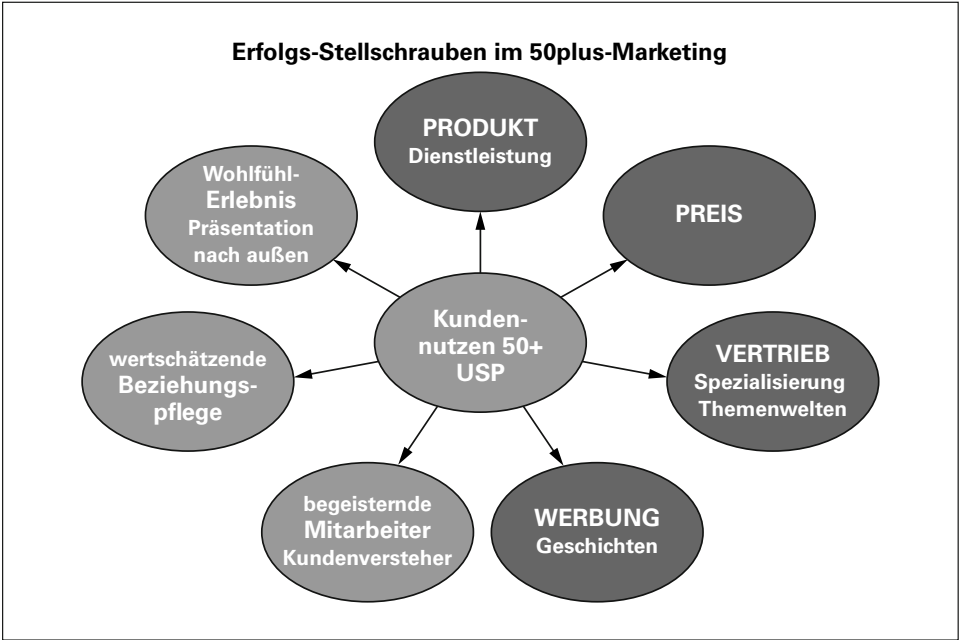 Erfolgs-Stellschrauben im 50plus-Marketing
PRODUKT
Dienstleistung
PREIS
VERTRIEB
Spezialisierung
Themenwelten
WERBUNG
Geschichten
begeisternde
Mitarbeiter
Kundenversteher
wertschätzende
Beziehungs-
pflege
Wohlfühl-
Erlebnis
Präsentation
nach außen
Kunden-
nutzen 50+
USP